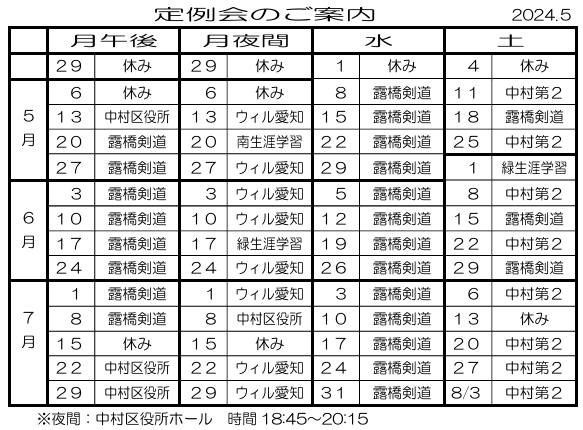 定例会のご案内 2024.5
月午後 月夜間 水 土
29 休み 29 休み 1 休み 4 休み
5月 6 休み 6 休み 8 露橋剣道 11 中村第2
13 中村区役所 13 ウィル愛知 15 露橋剣道 18 露橋剣道
20 露橋剣道 20 南生涯学習 22 露橋剣道 25 中村第2
27 露橋剣道 27 ウィル愛知 29 露橋剣道 1 緑生涯学習
6月 3 露橋剣道 3 ウィル愛知 5 露橋剣道 8 中村第2
10 露橋剣道 10 ウィル愛知 12 露橋剣道 15 露橋剣道
17 露橋剣道 17 緑生涯学習 19 露橋剣道 22 中村第2
24 露橋剣道 24 ウィル愛知 26 露橋剣道 29 露橋剣道
7月 1 露橋剣道 1 ウィル愛知 3 露橋剣道 6 中村第2
8 露橋剣道 8 中村区役所 10 露橋剣道 13 休み
15 休み 15 休み 17 露橋剣道 20 中村第2
22 中村区役所 22 ウィル愛知 24 露橋剣道 27 中村第2
29 中村区役所 29 ウィル愛知 31 露橋剣道 8/3 中村第2
※夜間：中村区役所ホール 時間 18:45～20:15